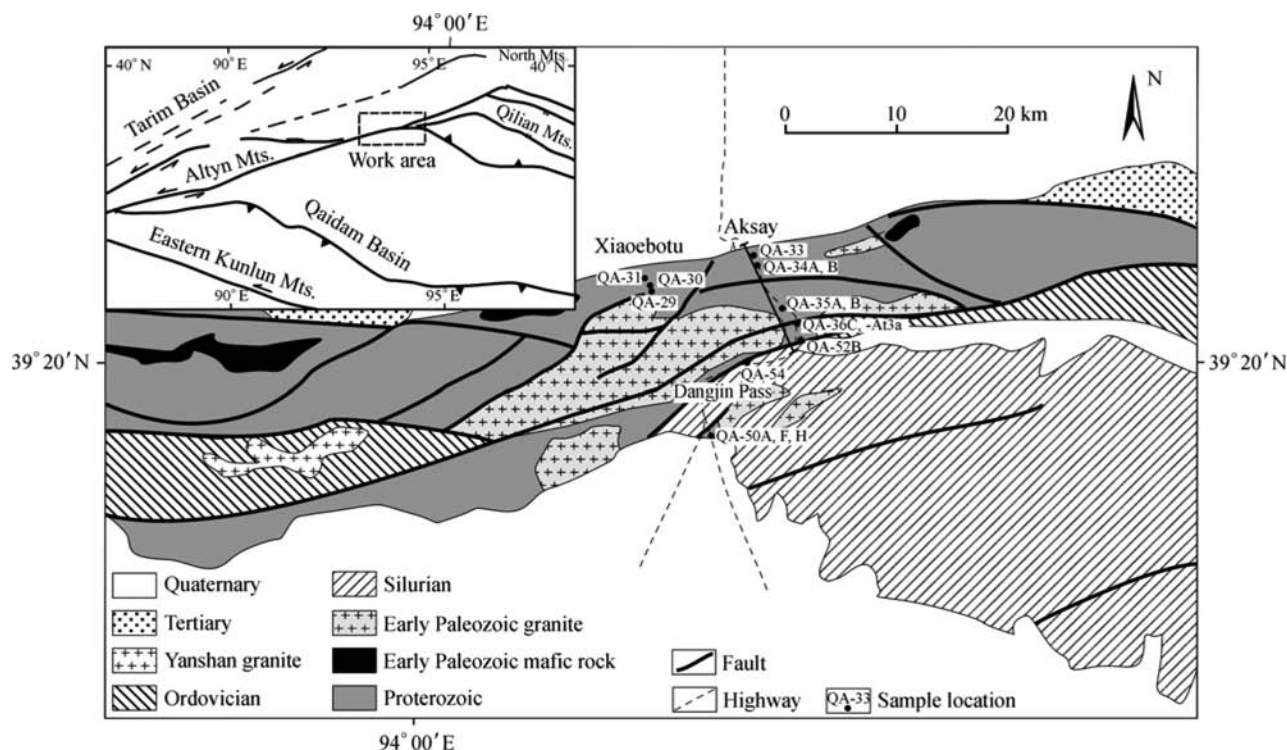 94°00′E
40°N
90°E
95°E
North Mts.
40°N
Tarim Basin
Qilian Mts.
Altyn Mts.
Work area
Qaidam Basin
Eastern Kunlun Mts.
90°E
95°E
N
0 10 20 km
Aksay
Xiaoebotu
QA-33
QA-34A, B
QA-31
QA-30
QA-29
QA-35A, B
QA-36C, -At3a
QA-52B
39°20′N
39°20′N
QA-54
Dangjin Pass
QA-50A, F, H
Quaternary
Silurian
Tertiary
Early Paleozoic granite
Yanshan granite
Early Paleozoic mafic rock
Fault
Ordovician
Proterozoic
Highway
QA-33
Sample location
94°00′E